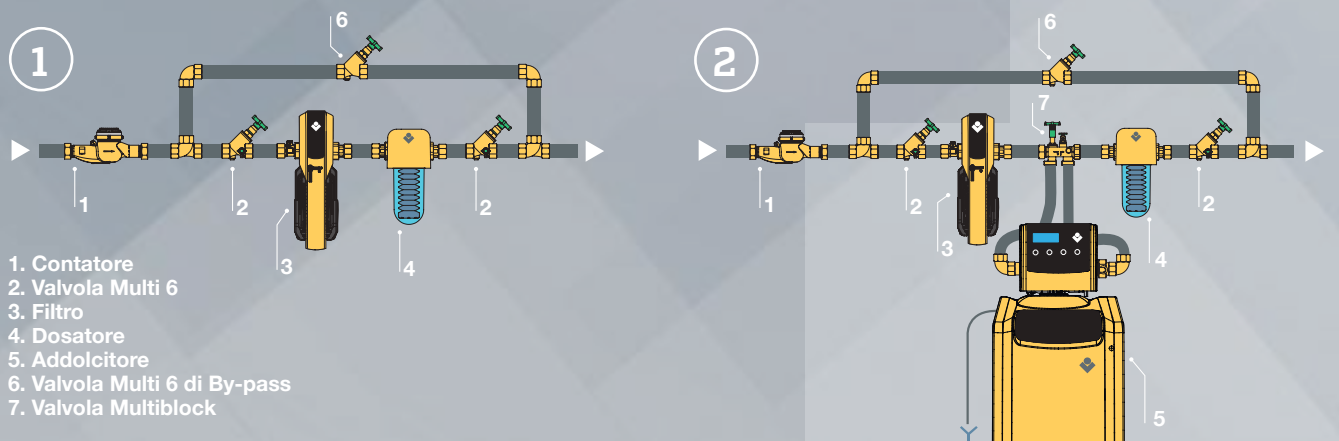 1
6
1
2
3
4
2
1. Contatore
2. Valvola Multi 6
3. Filtro
4. Dosatore
5. Addolcitore
6. Valvola Multi 6 di By-pass
7. Valvola Multiblock
2
6
7
1
2
3
4
2
5